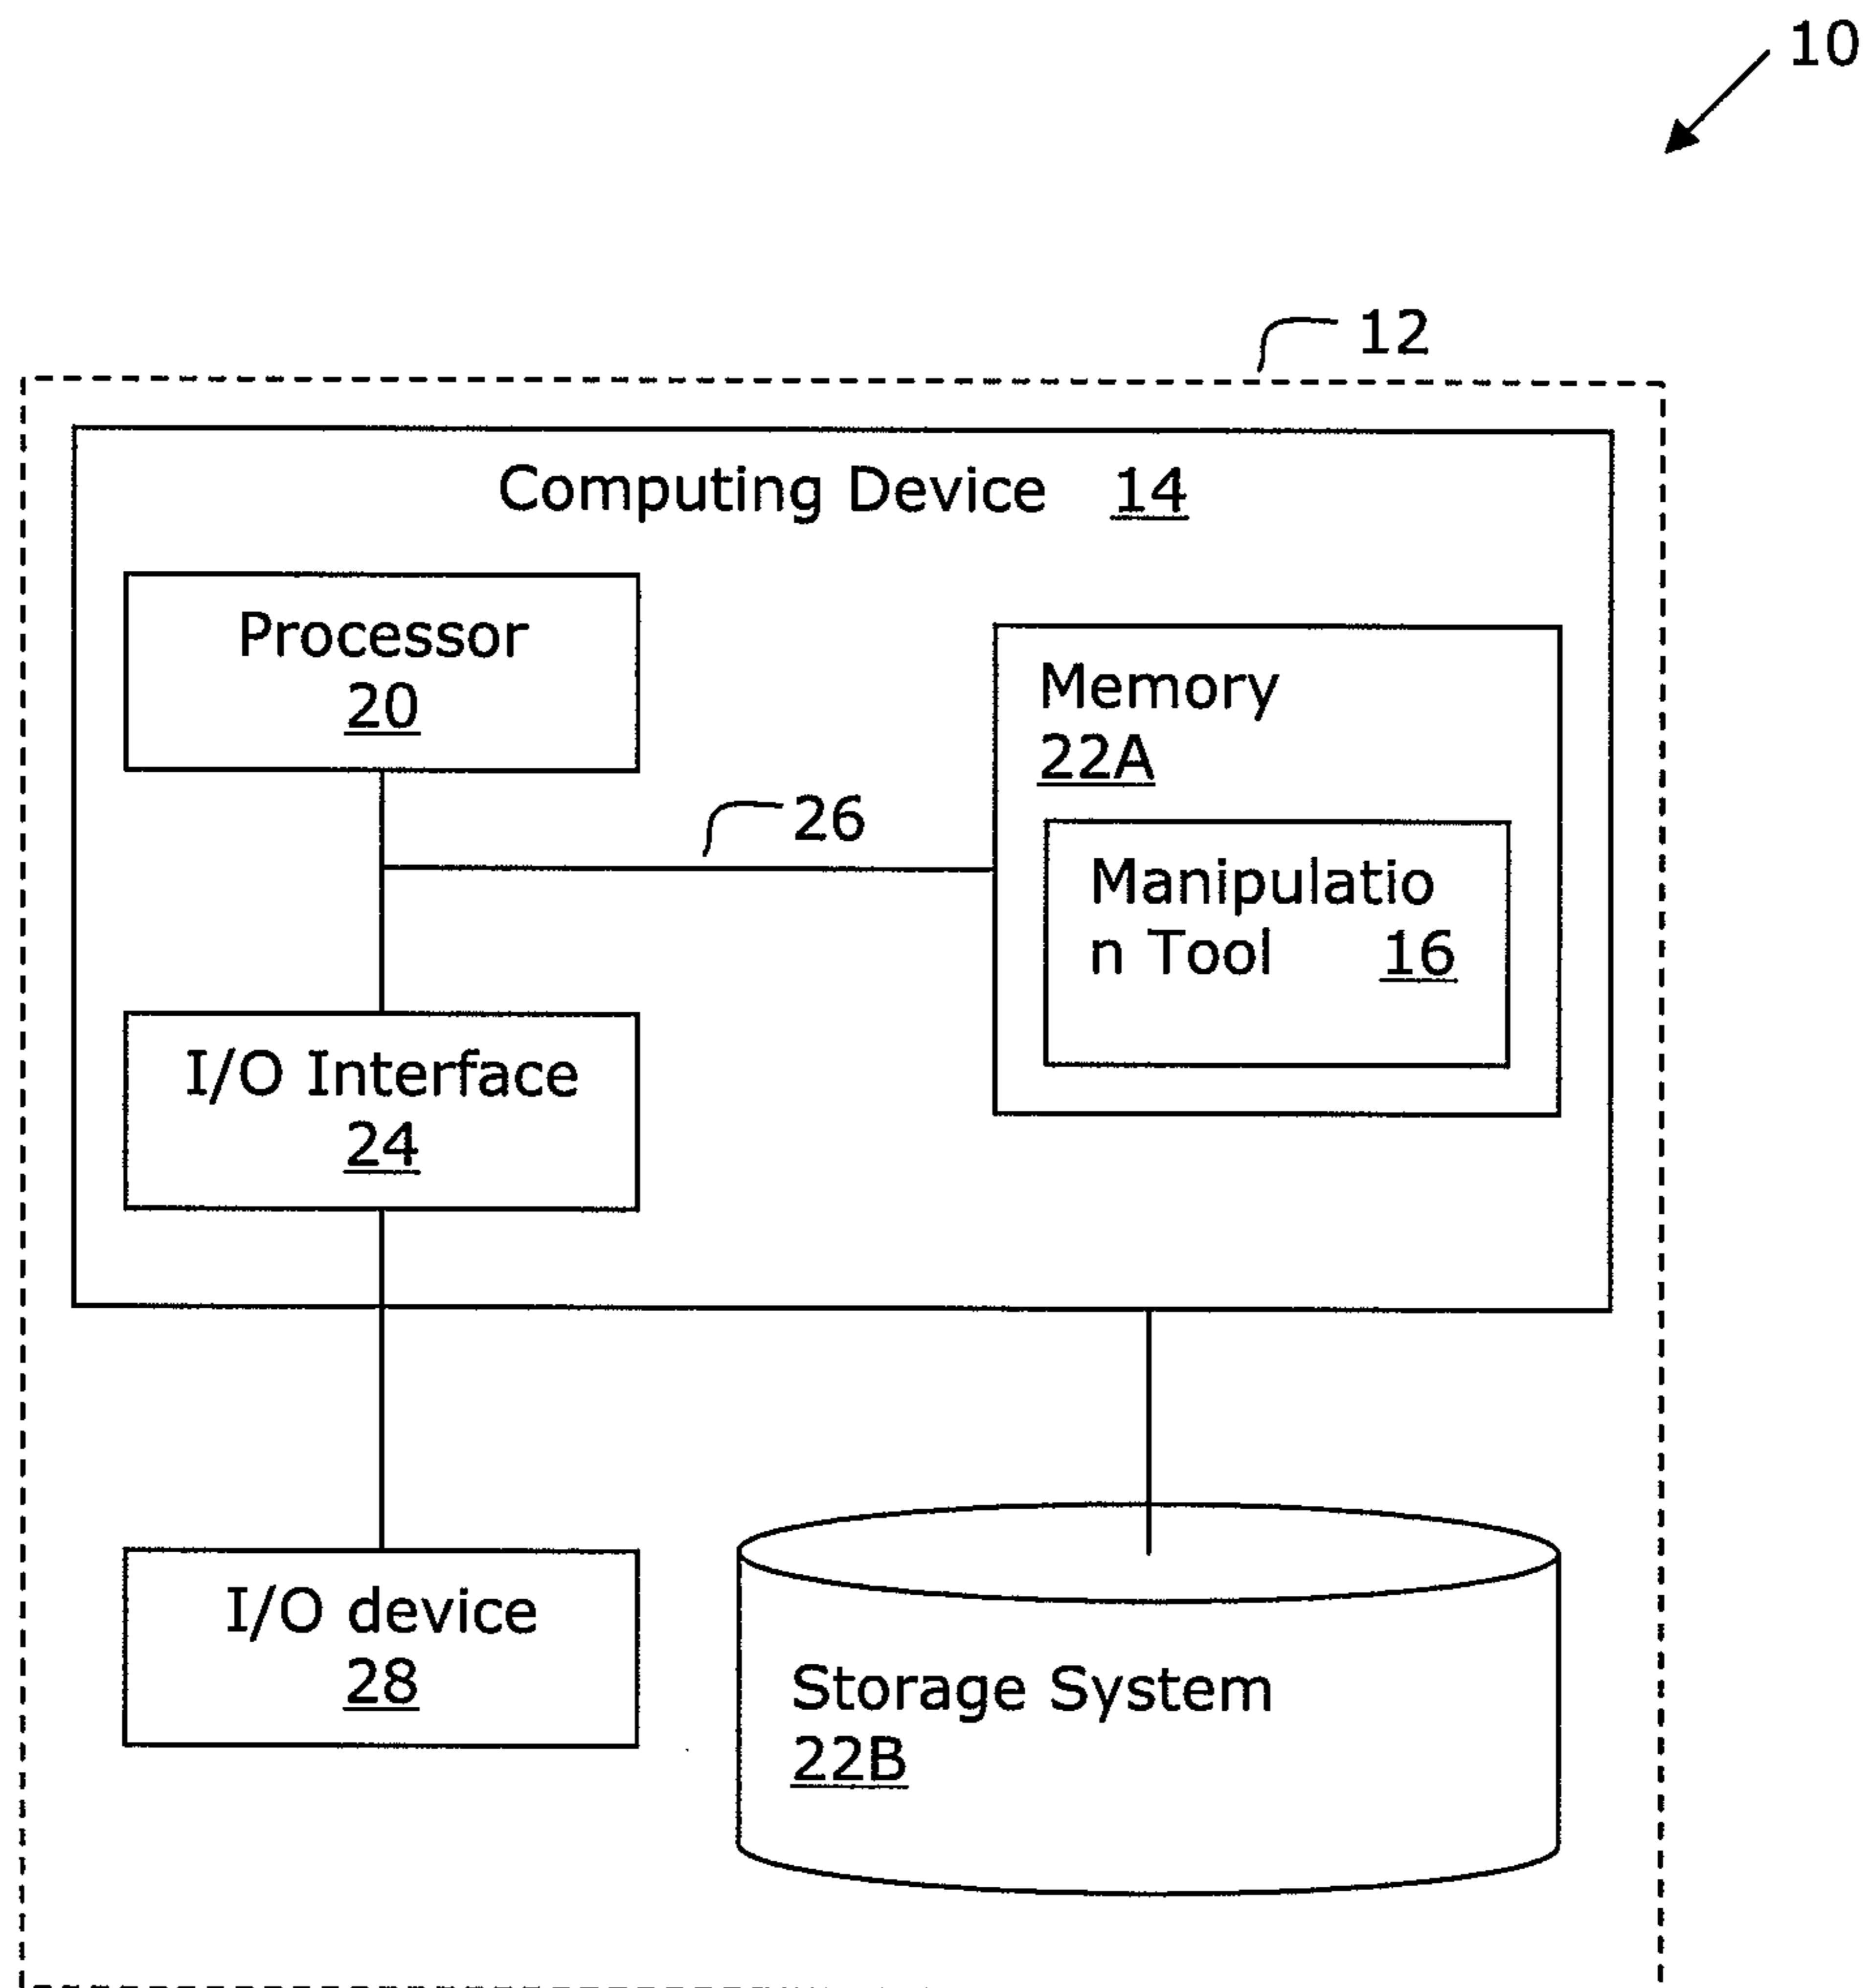 10
12
Computing Device 14
Processor
20
Memory
22A
26
Manipulatio
n Tool 16
I/O Interface
24
I/O device
28
Storage System
22B